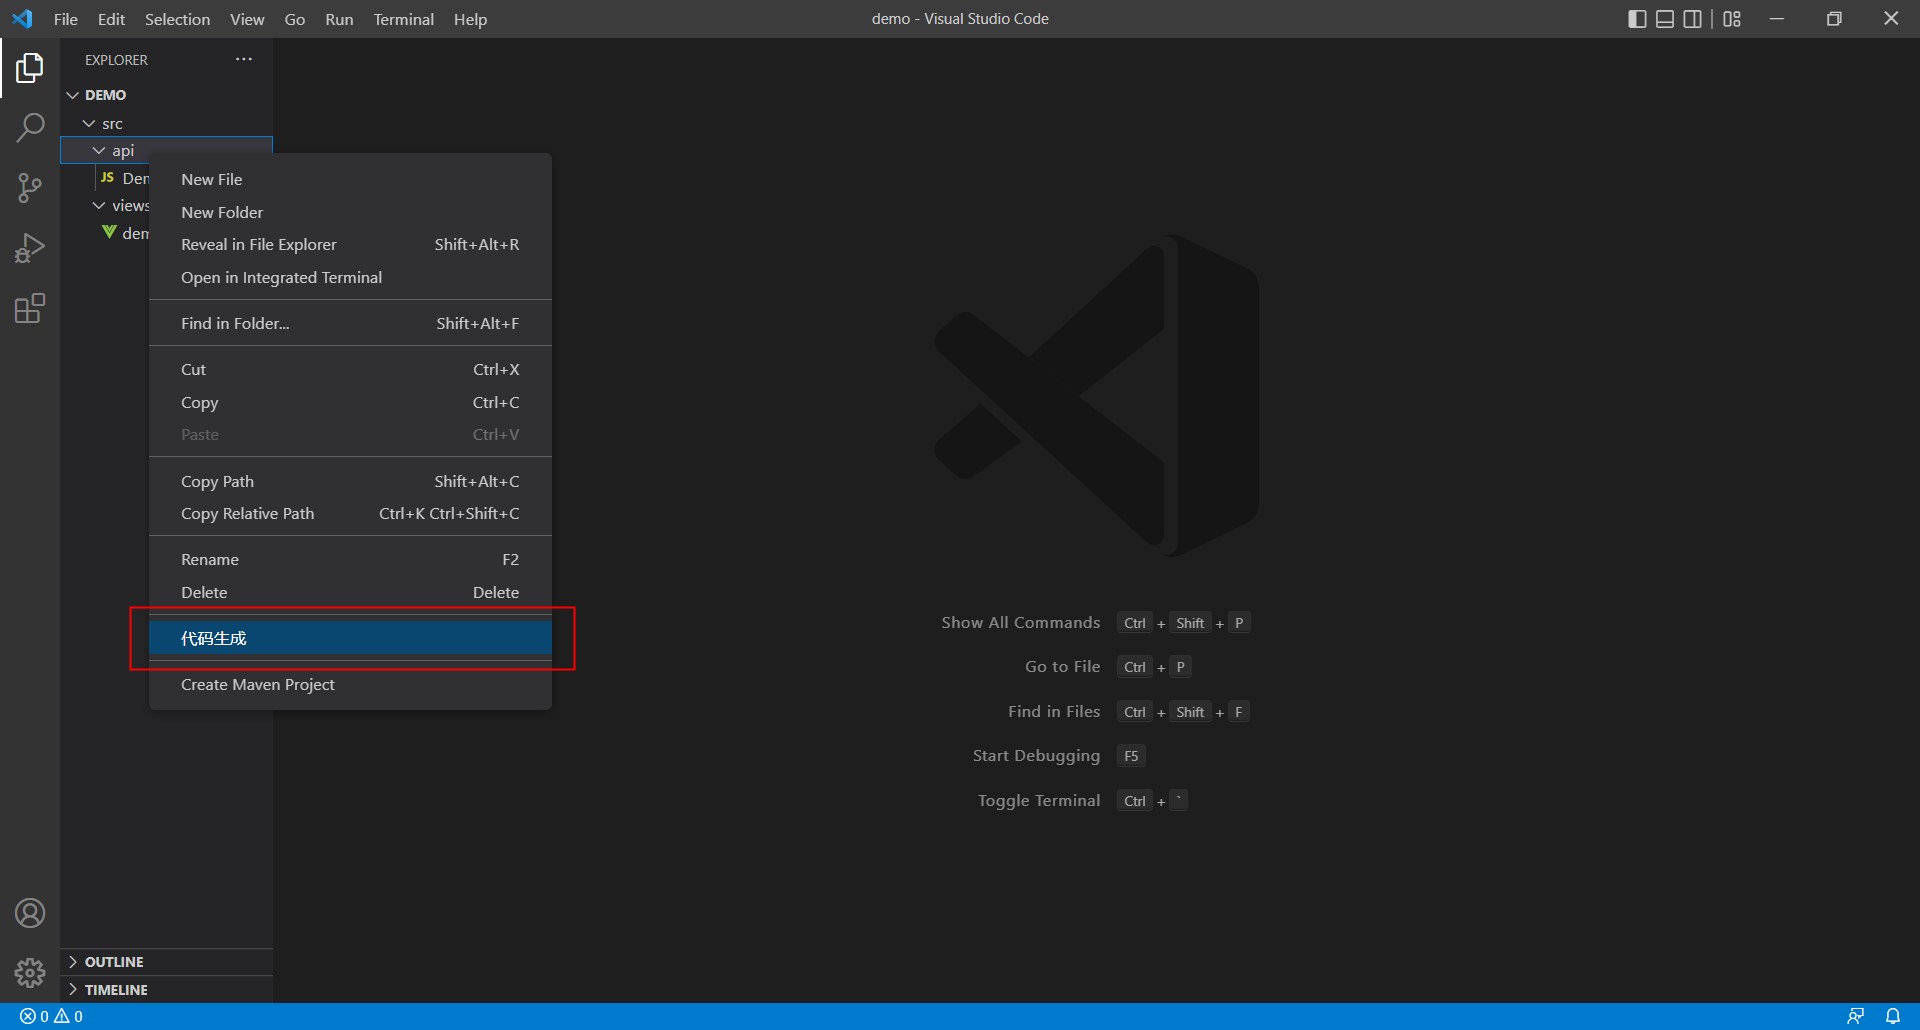 File Edit Selection View Go Run Terminal Help
demo - Visual Studio Code
EXPLORER
DEMO
src
api
JS Den
views
dem
New File
New Folder
Reveal in File Explorer Shift+Alt+R
Open in Integrated Terminal
Find in Folder... Shift+Alt+F
Cut Ctrl+X
Copy Ctrl+C
Paste Ctrl+V
Copy Path Shift+Alt+C
Copy Relative Path Ctrl+K Ctrl+Shift+C
Rename F2
Delete Delete
代码生成
Create Maven Project
Show All Commands Ctrl + Shift + P
Go to File Ctrl + P
Find in Files Ctrl + Shift + F
Start Debugging F5
Toggle Terminal Ctrl + `
OUTLINE
TIMELINE
0 0